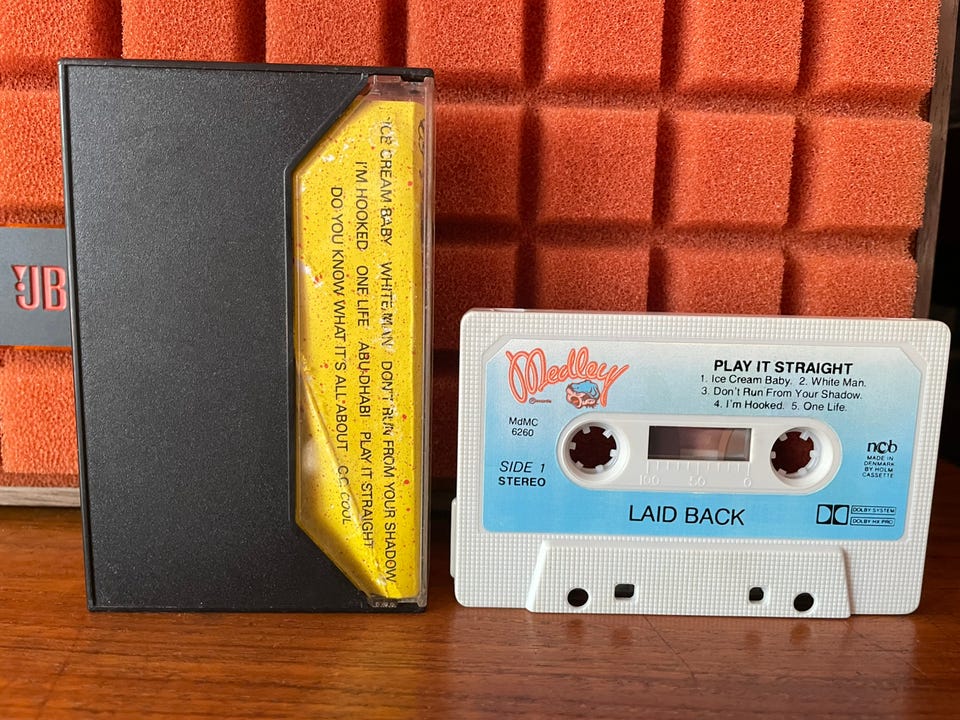 JB
ICE CREAM BABY WHITE MAN DON'T RUN FROM YOUR SHADOW
I'M HOOKED ONE LIFE ABU-DHABI PLAY IT STRAIGHT
DO YOU KNOW WHAT IT'S ALL ABOUT C.C. COOL
Medley
Records
MdMC
6260
SIDE 1
STEREO
PLAY IT STRAIGHT
1. Ice Cream Baby. 2. White Man.
3. Don't Run From Your Shadow.
4. I'm Hooked. 5. One Life.
100 50 0
ncb
MADE IN
DENMARK
BY HOLM
CASSETTE
LAID BACK
DOLBY SYSTEM
DOLBY HX PRO